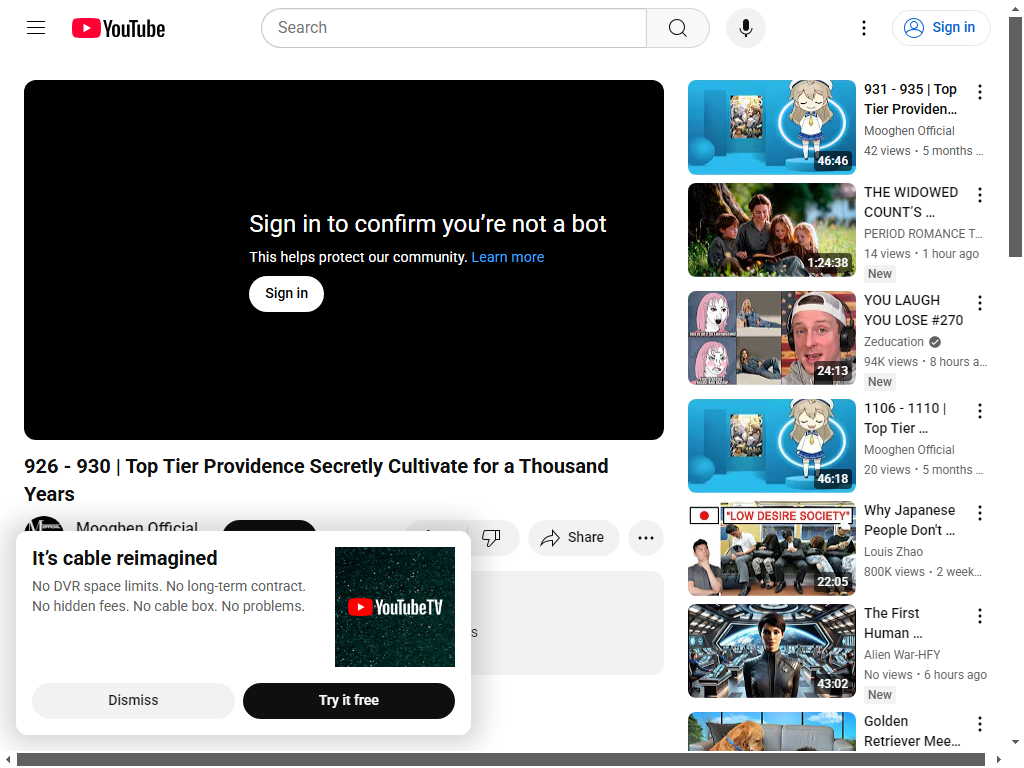 YouTube
Search
Sign in
Sign in to confirm you’re not a bot
This helps protect our community. Learn more
Sign in
926 - 930 | Top Tier Providence Secretly Cultivate for a Thousand
Years
Mooghen Official
Share
It’s cable reimagined
No DVR space limits. No long-term contract.
No hidden fees. No cable box. No problems.
YouTubeTV
Dismiss
Try it free
46:46
931 - 935 | Top
Tier Providen...
Mooghen Official
42 views • 5 months ...
1:24:38
THE WIDOWED
COUNT’S ...
PERIOD ROMANCE T...
14 views • 1 hour ago
New
24:13
YOU LAUGH
YOU LOSE #270
Zeducation
94K views • 8 hours a...
New
46:18
1106 - 1110 |
Top Tier ...
Mooghen Official
20 views • 5 months ...
"LOW DESIRE SOCIETY"
22:05
Why Japanese
People Don't ...
Louis Zhao
800K views • 2 week...
43:02
The First
Human ...
Alien War-HFY
No views • 6 hours ago
New
Golden
Retriever Mee...